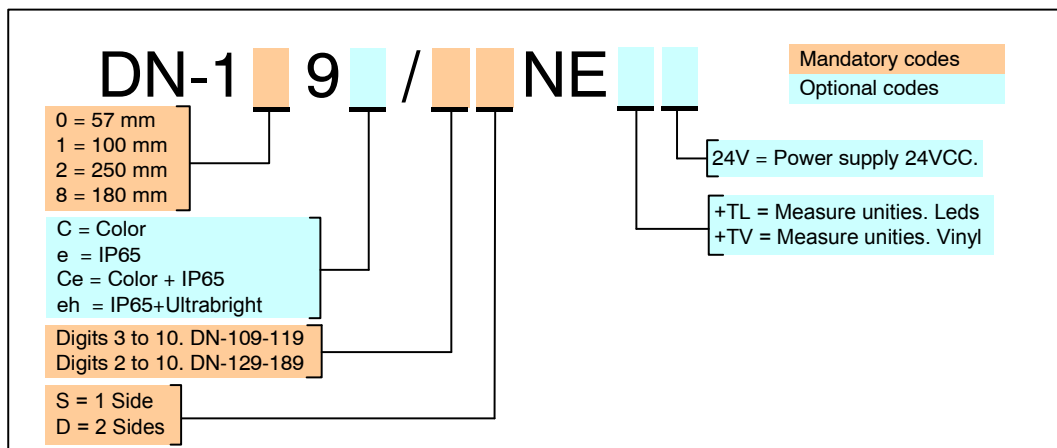 DN-1 9 / NE
Mandatory codes
Optional codes
0 = 57 mm
1 = 100 mm
2 = 250 mm
8 = 180 mm
24V = Power supply 24VCC.
+TL = Measure unities. Leds
+TV = Measure unities. Vinyl
C = Color
e = IP65
Ce = Color + IP65
eh = IP65+Ultrabright
Digits 3 to 10. DN-109-119
Digits 2 to 10. DN-129-189
S = 1 Side
D = 2 Sides